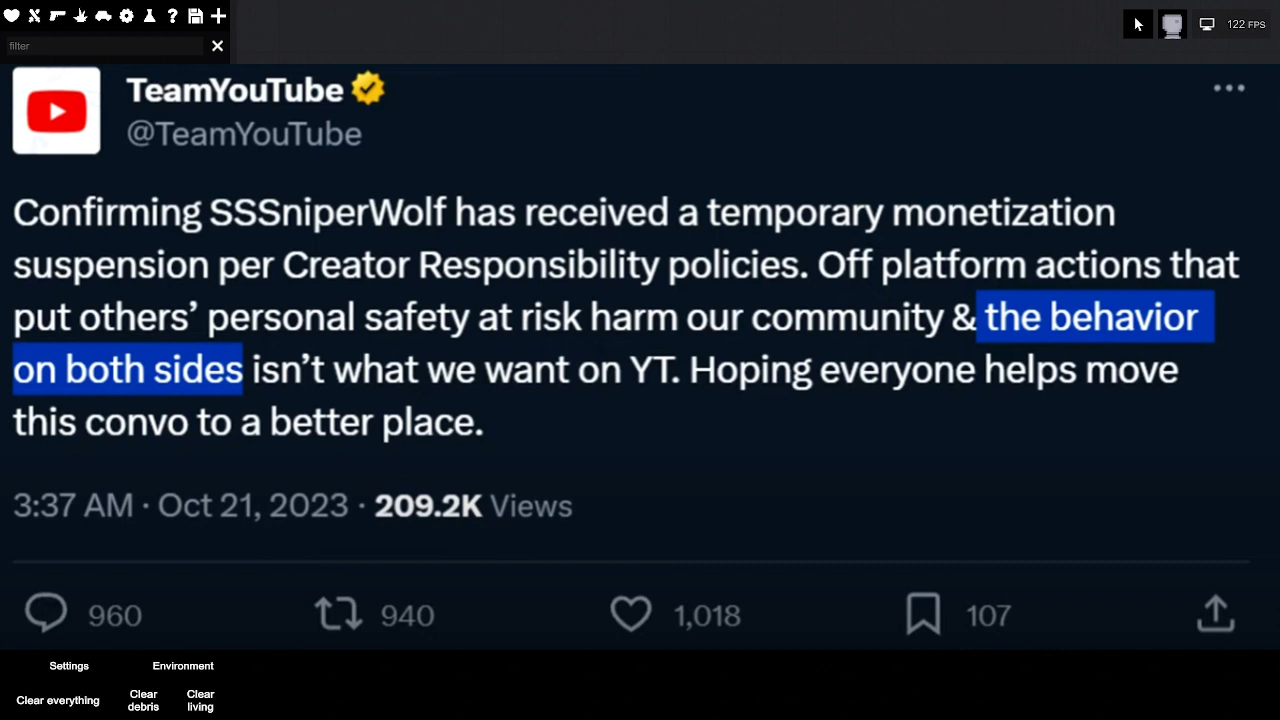 122 FPS
filter
TeamYouTube
@TeamYouTube
Confirming SSSniperWolf has received a temporary monetization
suspension per Creator Responsibility policies. Off platform actions that
put others’ personal safety at risk harm our community & the behavior
on both sides isn’t what we want on YT. Hoping everyone helps move
this convo to a better place.
3:37 AM · Oct 21, 2023 · 209.2K Views
960 940 1,018 107
Settings Environment
Clear everything Clear debris Clear living